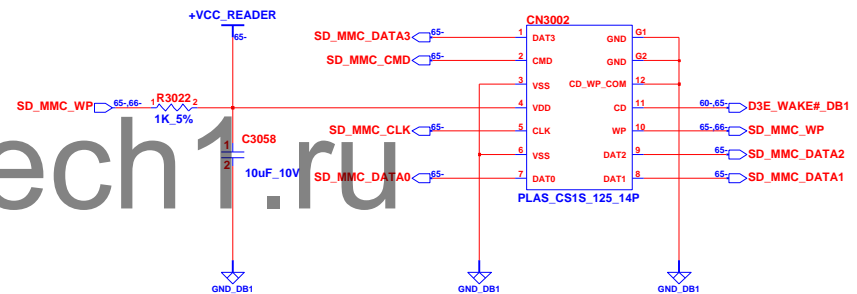 +VCC_READER
65-
SD_MMC_WP 65-,66- 1 R3022 2
1K_5%
1 C3058
2
10uF_10V
GND_DB1
CN3002
SD_MMC_DATA3 65- 1 DAT3 GND G1
SD_MMC_CMD 65- 2 CMD GND G2
3 VSS CD_WP_COM 12
4 VDD CD 11 60-,65- D3E_WAKE#_DB1
SD_MMC_CLK 65- 5 CLK WP 10 65-,66- SD_MMC_WP
6 VSS DAT2 9 65- SD_MMC_DATA2
SD_MMC_DATA0 65- 7 DAT0 DAT1 8 65- SD_MMC_DATA1
PLAS_CS1S_125_14P
GND_DB1
GND_DB1
ech1.ru